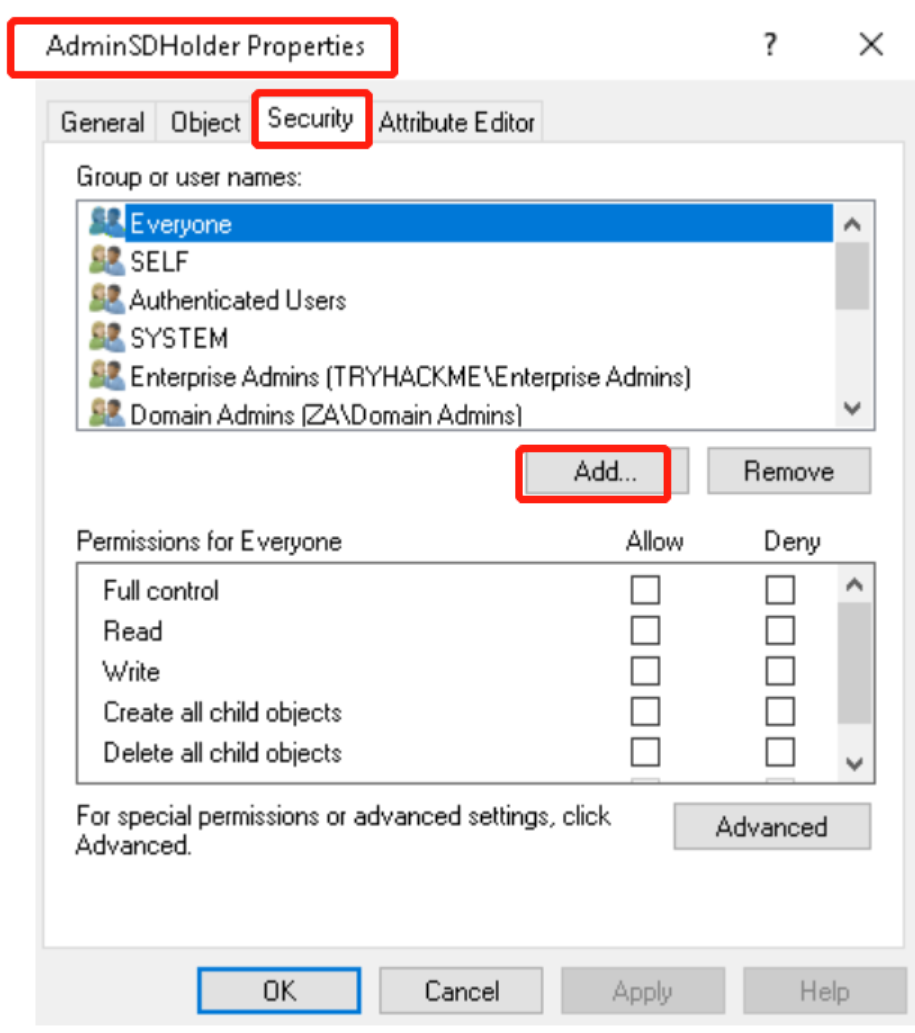 AdminSDHolder Properties ?
General Object Security Attribute Editor
Group or user names:
Everyone
SELF
Authenticated Users
SYSTEM
Enterprise Admins (TRYHACKME\Enterprise Admins)
Domain Admins (ZA\Domain Admins)
Add... Remove
Permissions for Everyone Allow Deny
Full control
Read
Write
Create all child objects
Delete all child objects
For special permissions or advanced settings, click
Advanced.
Advanced
OK Cancel Apply Help